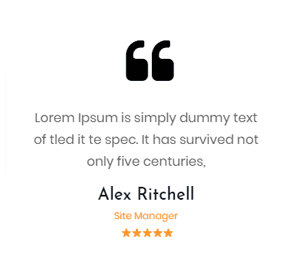 Lorem Ipsum is simply dummy text
of tled it te spec. It has survived not
only five centuries,
Alex Ritchell
Site Manager